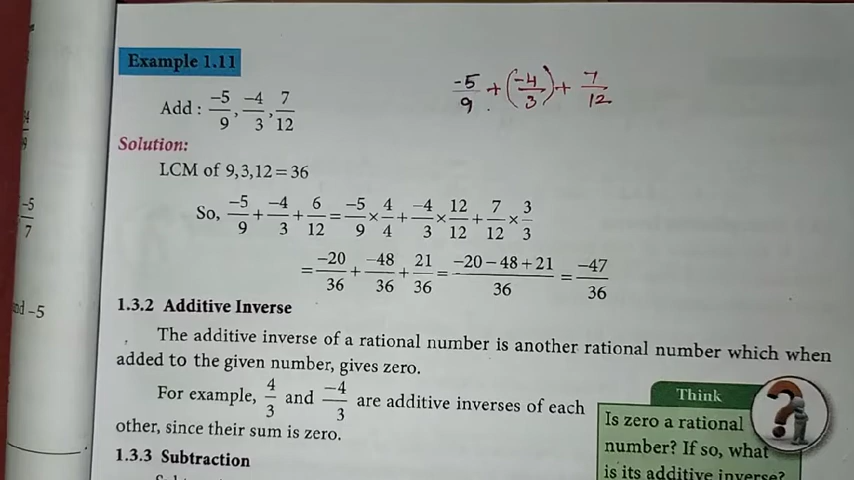 Example 1.11
-5/9 + (-4/3) + 7/12
Add : -5/9, -4/3, 7/12
Solution:
LCM of 9,3,12 = 36
So, -5/9 + -4/3 + 6/12 = -5/9 × 4/4 + -4/3 × 12/12 + 7/12 × 3/3
= -20/36 + -48/36 + 21/36 = -20 – 48 + 21/36 = -47/36
-5/7
nd -5
1.3.2 Additive Inverse
The additive inverse of a rational number is another rational number which when
added to the given number, gives zero.
For example, 4/3 and -4/3 are additive inverses of each
other, since their sum is zero.
1.3.3 Subtraction
Think
Is zero a rational
number? If so, what
is its additive inverse?